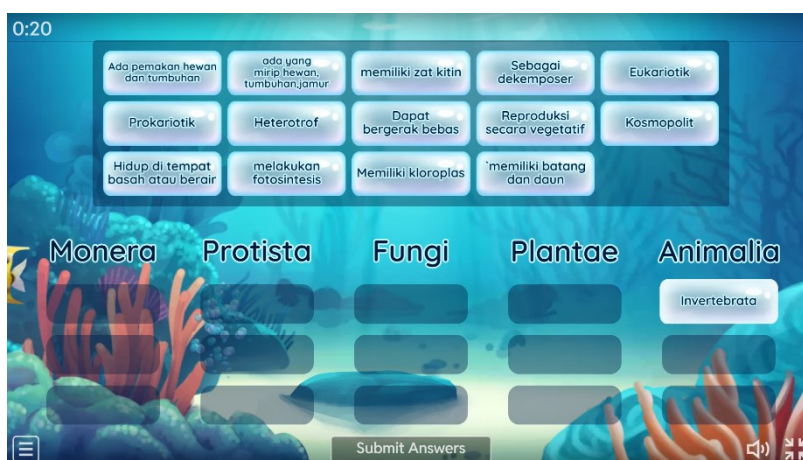 0:20
Ada pemakan hewan
dan tumbuhan
ada yang
mirip hewan,
tumbuhan,jamur
memiliki zat kitin
Sebagai
dekemposer
Eukariotik
Prokariotik
Heterotrof
Dapat
bergerak bebas
Reproduksi
secara vegetatif
Kosmopolit
Hidup di tempat
basah atau berair
melakukan
fotosintesis
Memiliki kloroplas
`memiliki batang
dan daun
Monera
Protista
Fungi
Plantae
Animalia
Invertebrata
Submit Answers